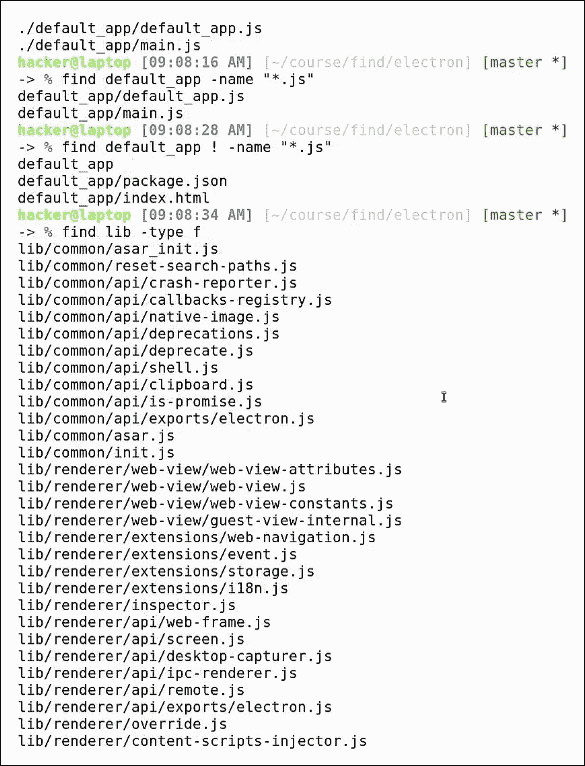 ./default_app/default_app.js
./default_app/main.js
hacker@laptop [09:08:16 AM] [~/course/find/electron] [master *]
-> % find default_app -name "*.js"
default_app/default_app.js
default_app/main.js
hacker@laptop [09:08:28 AM] [~/course/find/electron] [master *]
-> % find default_app ! -name "*.js"
default_app
default_app/package.json
default_app/index.html
hacker@laptop [09:08:34 AM] [~/course/find/electron] [master *]
-> % find lib -type f
lib/common/asar_init.js
lib/common/reset-search-paths.js
lib/common/api/crash-reporter.js
lib/common/api/callbacks-registry.js
lib/common/api/native-image.js
lib/common/api/deprecations.js
lib/common/api/deprecate.js
lib/common/api/shell.js
lib/common/api/clipboard.js
lib/common/api/is-promise.js
lib/common/api/exports/electron.js
lib/common/asar.js
lib/common/init.js
lib/renderer/web-view/web-view-attributes.js
lib/renderer/web-view/web-view.js
lib/renderer/web-view/web-view-constants.js
lib/renderer/web-view/guest-view-internal.js
lib/renderer/extensions/web-navigation.js
lib/renderer/extensions/event.js
lib/renderer/extensions/storage.js
lib/renderer/extensions/i18n.js
lib/renderer/inspector.js
lib/renderer/api/web-frame.js
lib/renderer/api/screen.js
lib/renderer/api/desktop-capturer.js
lib/renderer/api/ipc-renderer.js
lib/renderer/api/remote.js
lib/renderer/api/exports/electron.js
lib/renderer/override.js
lib/renderer/content-scripts-injector.js